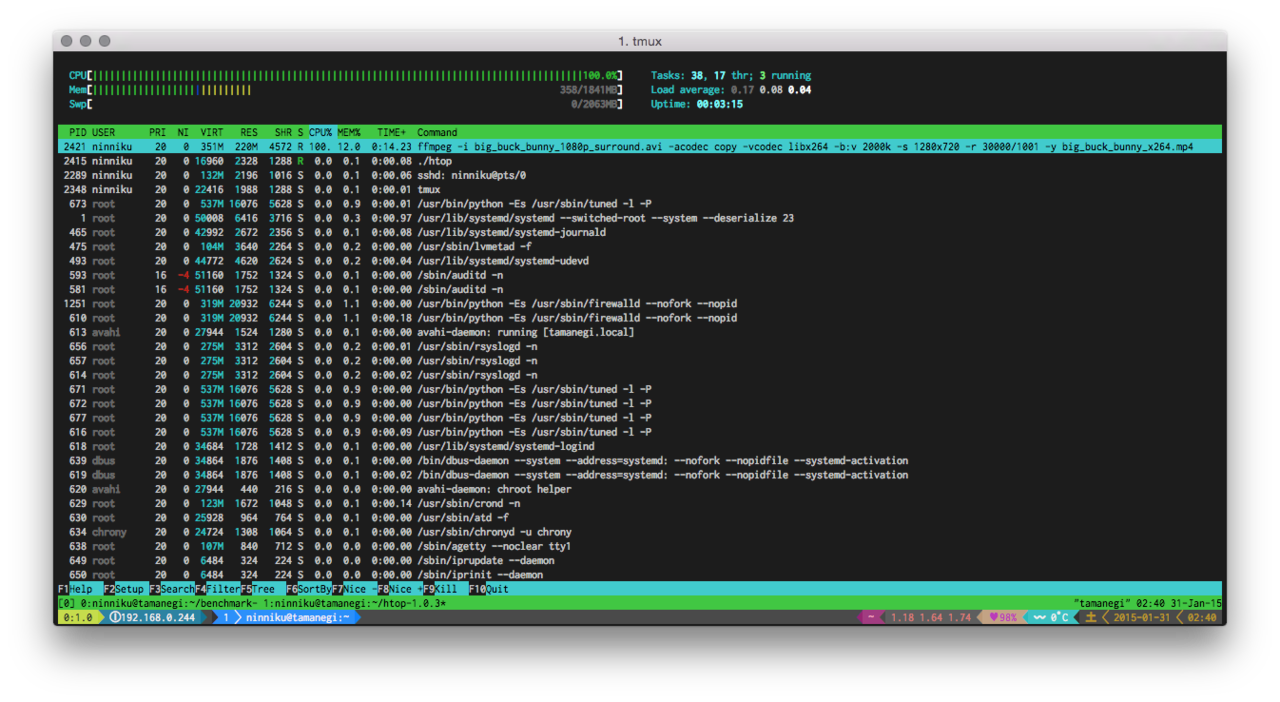 1. tmux
CPU[||||||||||||||||||||||||||||||||||||||||||||||||||||||||||||||||||||||100.0%] Tasks: 38, 17 thr; 3 running
Mem[|||||||||||||||||||||||||||| 358/1841MB] Load average: 0.17 0.08 0.04
Swp[ 0/2063MB] Uptime: 00:03:15
PID USER PRI NI VIRT RES SHR S CPU% MEM% TIME+ Command
2421 ninniku 20 0 351M 220M 4572 R 100. 12.0 0:14.23 ffmpeg -i big_buck_bunny_1080p_surround.avi -acodec copy -vcodec libx264 -b:v 2000k -s 1280x720 -r 30000/1001 -y big_buck_bunny_x264.mp4
2415 ninniku 20 0 16960 2328 1288 R 0.0 0.1 0:00.08 ./htop
2289 ninniku 20 0 132M 2196 1016 S 0.0 0.1 0:00.06 sshd: ninniku@pts/0
2348 ninniku 20 0 22416 1988 1288 S 0.0 0.1 0:00.01 tmux
673 root 20 0 537M 16076 5628 S 0.0 0.9 0:00.01 /usr/bin/python -Es /usr/sbin/tuned -l -P
1 root 20 0 50008 6416 3716 S 0.0 0.3 0:00.97 /usr/lib/systemd/systemd --switched-root --system --deserialize 23
465 root 20 0 42992 2672 2356 S 0.0 0.1 0:00.08 /usr/lib/systemd/systemd-journald
475 root 20 0 104M 3640 2264 S 0.0 0.2 0:00.00 /usr/sbin/lvmetad -f
493 root 20 0 44772 4620 2624 S 0.0 0.2 0:00.04 /usr/lib/systemd/systemd-udevd
593 root 16 -4 51160 1752 1324 S 0.0 0.1 0:00.00 /sbin/auditd -n
581 root 16 -4 51160 1752 1324 S 0.0 0.1 0:00.00 /sbin/auditd -n
1251 root 20 0 319M 20932 6244 S 0.0 1.1 0:00.00 /usr/bin/python -Es /usr/sbin/firewalld --nofork --nopid
610 root 20 0 319M 20932 6244 S 0.0 1.1 0:00.18 /usr/bin/python -Es /usr/sbin/firewalld --nofork --nopid
613 avahi 20 0 27944 1524 1280 S 0.0 0.1 0:00.00 avahi-daemon: running [tamanegi.local]
656 root 20 0 275M 3312 2604 S 0.0 0.2 0:00.01 /usr/sbin/rsyslogd -n
657 root 20 0 275M 3312 2604 S 0.0 0.2 0:00.00 /usr/sbin/rsyslogd -n
614 root 20 0 275M 3312 2604 S 0.0 0.2 0:00.02 /usr/sbin/rsyslogd -n
671 root 20 0 537M 16076 5628 S 0.0 0.9 0:00.00 /usr/bin/python -Es /usr/sbin/tuned -l -P
672 root 20 0 537M 16076 5628 S 0.0 0.9 0:00.00 /usr/bin/python -Es /usr/sbin/tuned -l -P
677 root 20 0 537M 16076 5628 S 0.0 0.9 0:00.00 /usr/bin/python -Es /usr/sbin/tuned -l -P
616 root 20 0 537M 16076 5628 S 0.0 0.9 0:00.09 /usr/bin/python -Es /usr/sbin/tuned -l -P
618 root 20 0 34684 1728 1412 S 0.0 0.1 0:00.00 /usr/lib/systemd/systemd-logind
639 dbus 20 0 34864 1876 1408 S 0.0 0.1 0:00.00 /bin/dbus-daemon --system --address=systemd: --nofork --nopidfile --systemd-activation
619 dbus 20 0 34864 1876 1408 S 0.0 0.1 0:00.02 /bin/dbus-daemon --system --address=systemd: --nofork --nopidfile --systemd-activation
620 avahi 20 0 27944 440 216 S 0.0 0.0 0:00.00 avahi-daemon: chroot helper
629 root 20 0 123M 1672 1048 S 0.0 0.1 0:00.14 /usr/sbin/crond -n
630 root 20 0 25928 964 764 S 0.0 0.1 0:00.00 /usr/sbin/atd -f
634 chrony 20 0 24724 1308 1064 S 0.0 0.1 0:00.00 /usr/sbin/chronyd -u chrony
638 root 20 0 107M 840 712 S 0.0 0.0 0:00.00 /sbin/agetty --noclear tty1
649 root 20 0 6484 324 224 S 0.0 0.0 0:00.00 /sbin/iprupdate --daemon
650 root 20 0 6484 324 224 S 0.0 0.0 0:00.00 /sbin/iprinit --daemon
F1Help F2Setup F3SearchF4FilterF5Tree F6SortByF7Nice -F8Nice +F9Kill F10Quit
[0] 0:ninniku@tamanegi:~/benchmark- 1:ninniku@tamanegi:~/htop-1.0.3* "tamanegi" 02:40 31-Jan-15
0:1.0 ⓘ192.168.0.244 1 ninniku@tamanegi:~ ~ 1.18 1.64 1.74 ♥98% 0°C 土 2015-01-31 02:40